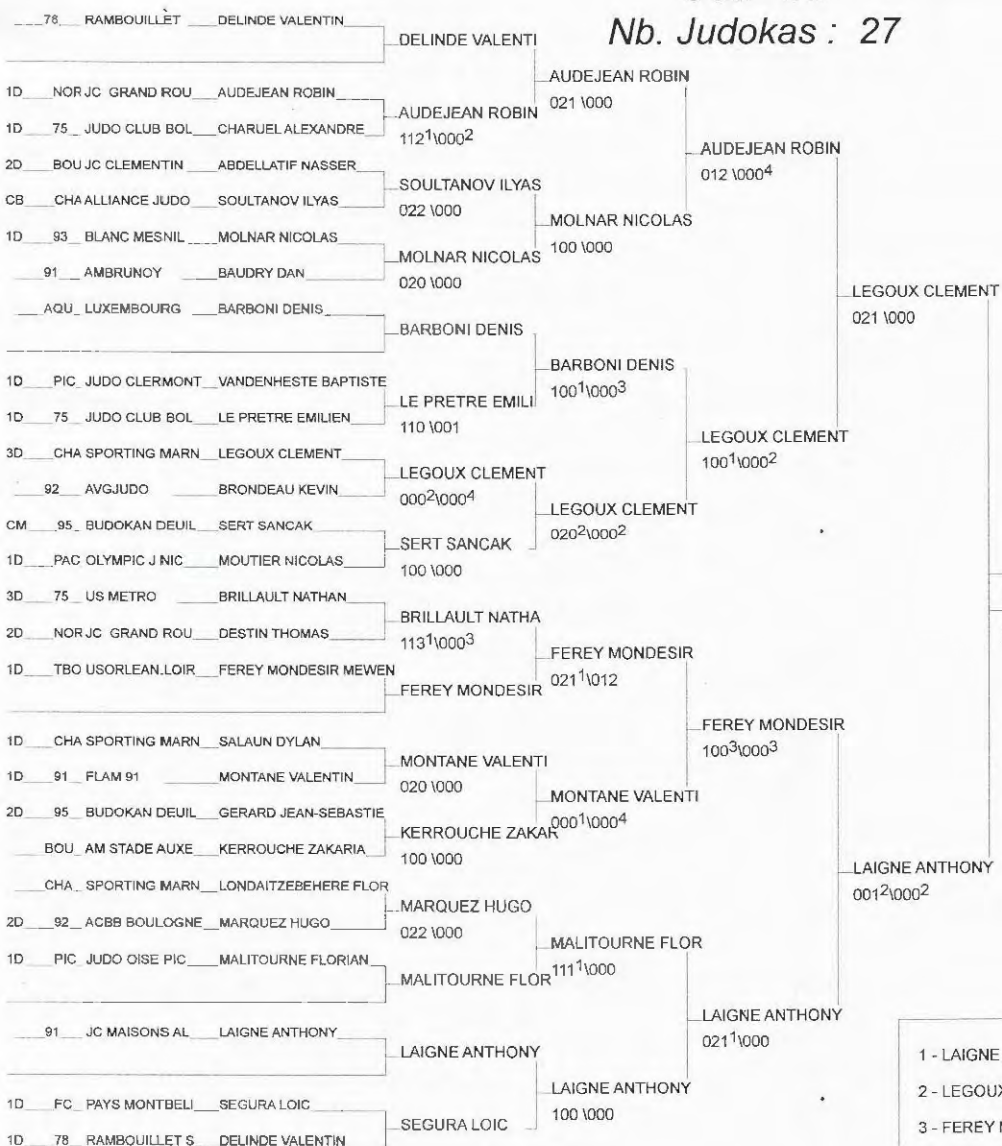 Nb. Judokas : 27
___76___ RAMBOUILLET DELINDE VALENTIN
DELINDE VALENTI
AUDEJEAN ROBIN
021 \000
1D NOR JC GRAND ROU AUDEJEAN ROBIN
AUDEJEAN ROBIN
112¹\000²
1D 75 JUDO CLUB BOL CHARUEL ALEXANDRE
AUDEJEAN ROBIN
012 \000⁴
2D BOU JC CLEMENTIN ABDELLATIF NASSER
SOULTANOV ILYAS
022 \000
CB CHA ALLIANCE JUDO SOULTANOV ILYAS
MOLNAR NICOLAS
100 \000
1D 93 BLANC MESNIL MOLNAR NICOLAS
MOLNAR NICOLAS
020 \000
91 AMBRUNOY BAUDRY DAN
LEGOUX CLEMENT
021 \000
AQU LUXEMBOURG BARBONI DENIS
BARBONI DENIS
BARBONI DENIS
100¹\000³
1D PIC JUDO CLERMONT VANDENHESTE BAPTISTE
LE PRETRE EMILI
110 \001
1D 75 JUDO CLUB BOL LE PRETRE EMILIEN
LEGOUX CLEMENT
100¹\000²
3D CHA SPORTING MARN LEGOUX CLEMENT
LEGOUX CLEMENT
000²\000⁴
92 AVGJUDO BRONDEAU KEVIN
LEGOUX CLEMENT
020²\000²
CM 95 BUDOKAN DEUIL SERT SANCAK
SERT SANCAK
100 \000
1D PAC OLYMPIC J NIC MOUTIER NICOLAS
3D 75 US METRO BRILLAULT NATHAN
BRILLAULT NATHA
113¹\000³
2D NOR JC GRAND ROU DESTIN THOMAS
FEREY MONDESIR
021¹\012
1D TBO USORLEAN.LOIR FEREY MONDESIR MEWEN
FEREY MONDESIR
FEREY MONDESIR
100³\000³
1D CHA SPORTING MARN SALAUN DYLAN
MONTANE VALENTI
020 \000
1D 91 FLAM 91 MONTANE VALENTIN
MONTANE VALENTI
000¹\000⁴
2D 95 BUDOKAN DEUIL GERARD JEAN-SEBASTIE
KERROUCHE ZAKAR
100 \000
BOU AM STADE AUXE KERROUCHE ZAKARIA
LAIGNE ANTHONY
001²\000²
CHA SPORTING MARN LONDAITZEBEHERE FLOR
MARQUEZ HUGO
022 \000
2D 92 ACBB BOULOGNE MARQUEZ HUGO
MALITOURNE FLOR
111¹\000
1D PIC JUDO OISE PIC MALITOURNE FLORIAN
MALITOURNE FLOR
LAIGNE ANTHONY
021¹\000
91 JC MAISONS AL LAIGNE ANTHONY
LAIGNE ANTHONY
LAIGNE ANTHONY
100 \000
1D FC PAYS MONTBELI SEGURA LOIC
SEGURA LOIC
1D 78 RAMBOUILLET S DELINDE VALENTIN
1 - LAIGNE
2 - LEGOUX
3 - FEREY